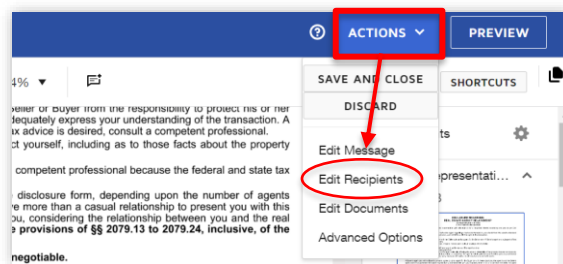 ACTIONS
PREVIEW
4%
SAVE AND CLOSE
SHORTCUTS
DISCARD
Seller or Buyer from the responsibility to protect his or her
dequately express your understanding of the transaction. A
ax advice is desired, consult a competent professional.
ct yourself, including as to those facts about the property
ts
Edit Message
competent professional because the federal and state tax
Edit Recipients
epresentati...
disclosure form, depending upon the number of agents
ve more than a casual relationship to present you with this
ou, considering the relationship between you and the real
e provisions of §§ 2079.13 to 2079.24, inclusive, of the
Edit Documents
Advanced Options
negotiable.